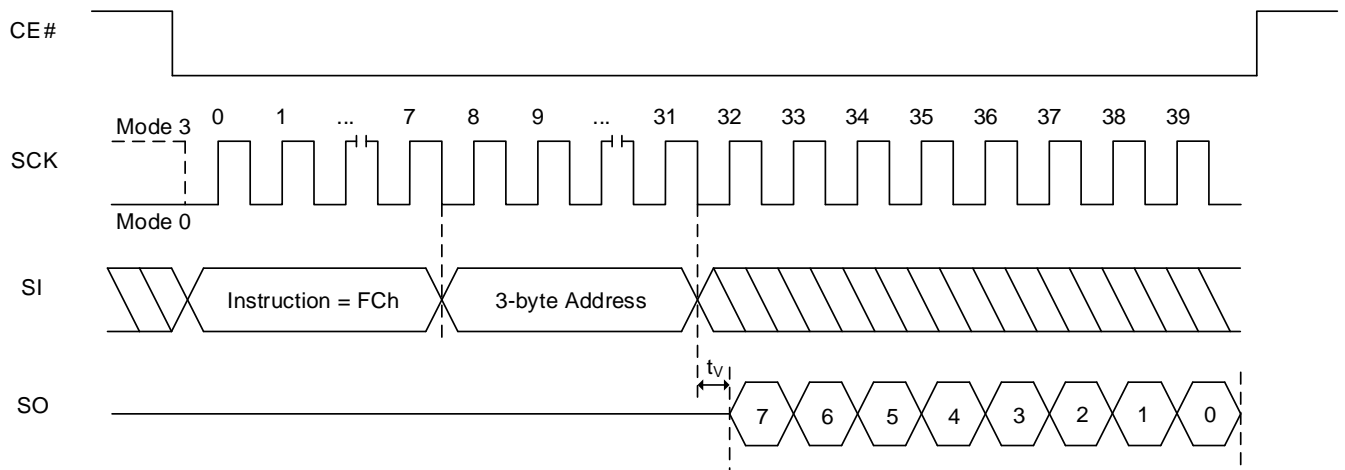 CE#
Mode 3 0 1 ... 7 8 9 ... 31 32 33 34 35 36 37 38 39
SCK
Mode 0
SI Instruction = FCh 3-byte Address
tV
SO 7 6 5 4 3 2 1 0